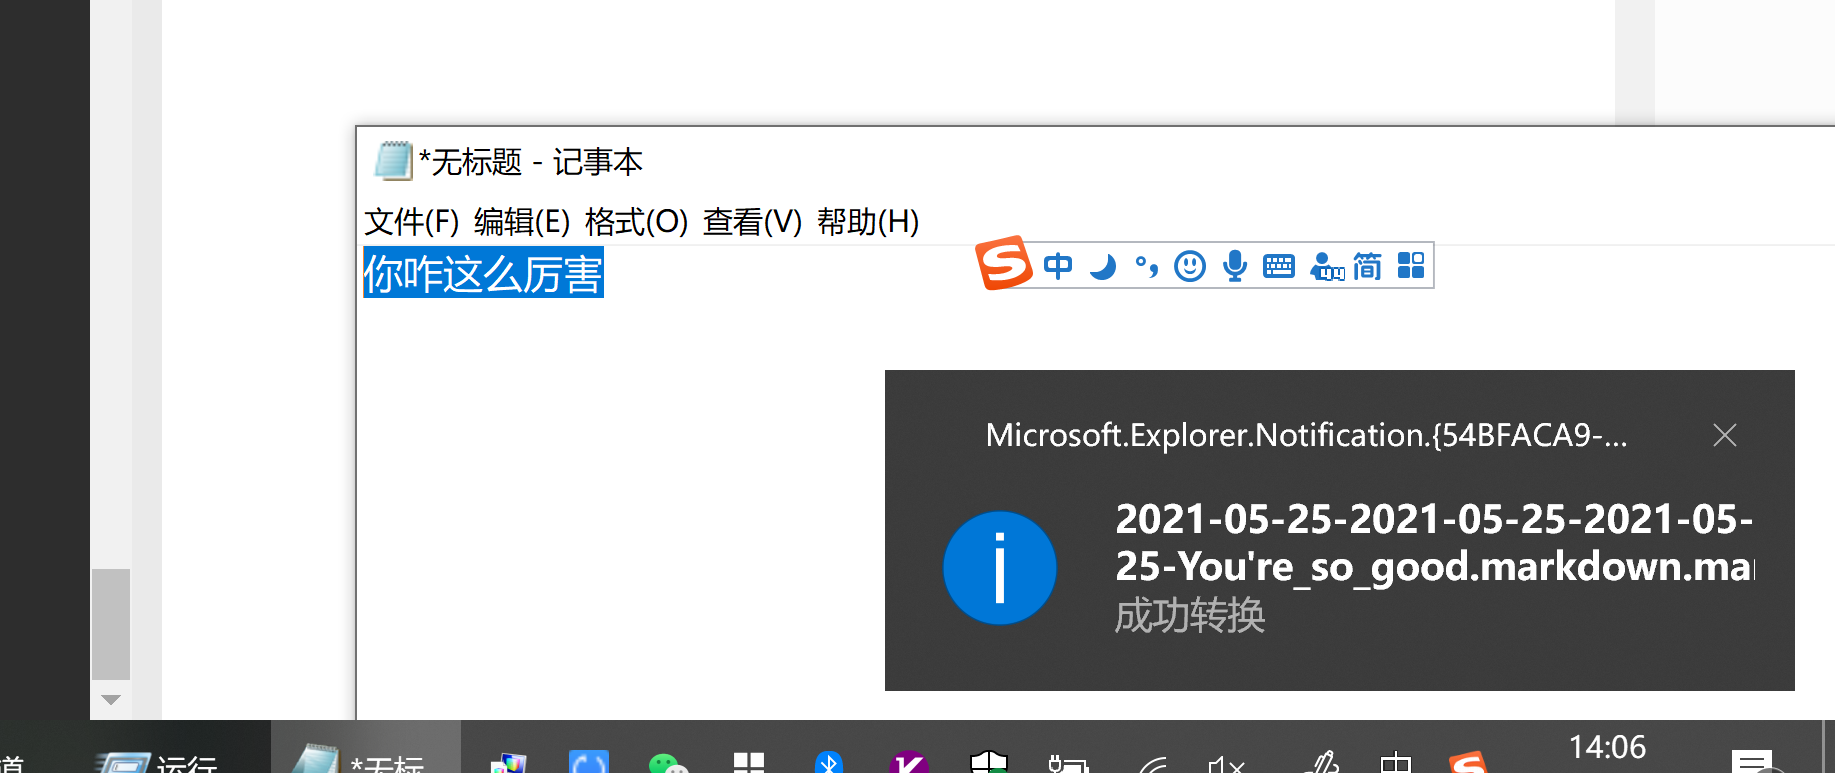 *无标题 - 记事本
文件(F) 编辑(E) 格式(O) 查看(V) 帮助(H)
你咋这么厉害
中 简
Microsoft.Explorer.Notification.{54BFACA9-...
2021-05-25-2021-05-25-2021-05-
25-You're_so_good.markdown.mar
成功转换
道 运行 *无标 中 14:06